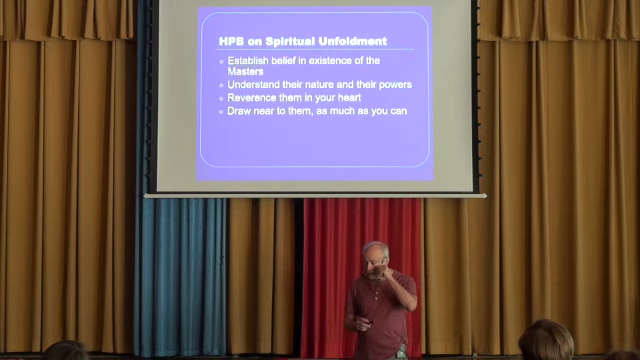 HPB on Spiritual Unfoldment
Establish belief in existence of the
Masters
Understand their nature and their powers
Reverence them in your heart
Draw near to them, as much as you can